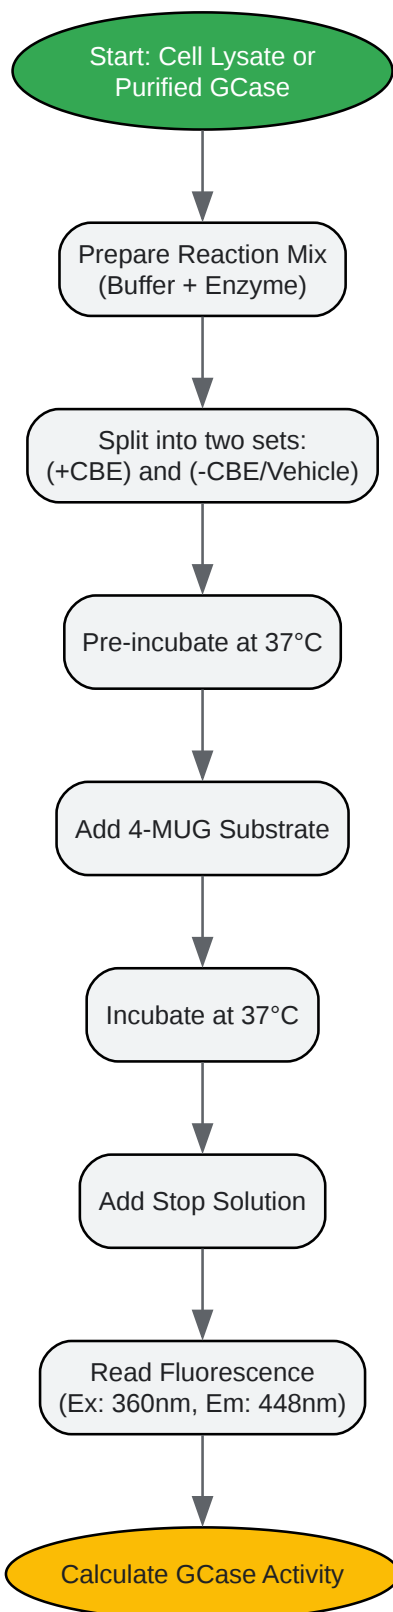 Start: Cell Lysate or
Purified GCase
Prepare Reaction Mix
(Buffer + Enzyme)
Split into two sets:
(+CBE) and (-CBE/Vehicle)
Pre-incubate at 37°C
Add 4-MUG Substrate
Incubate at 37°C
Add Stop Solution
Read Fluorescence
(Ex: 360nm, Em: 448nm)
Calculate GCase Activity